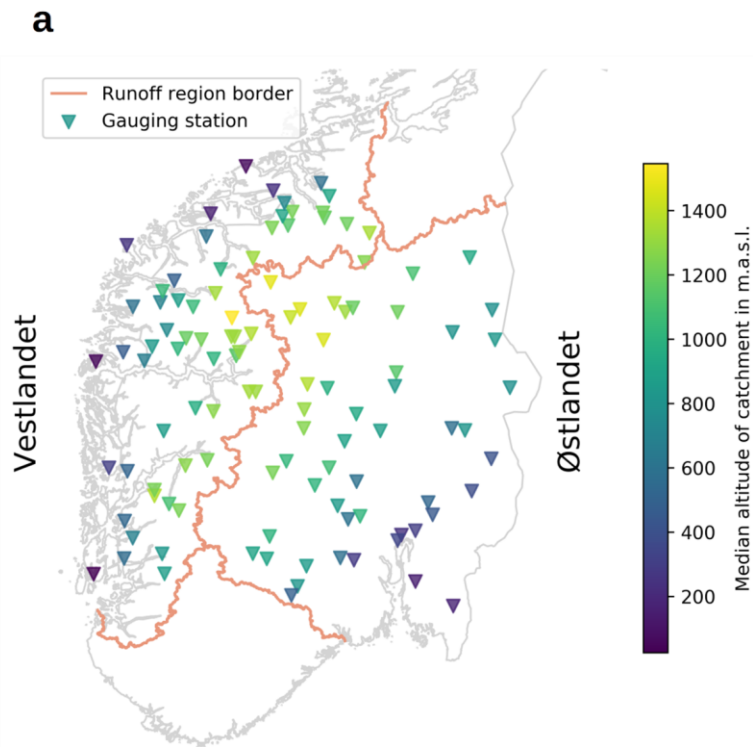 a
Runoff region border
Gauging station
Vestlandet
Østlandet
1400
1200
1000
800
600
400
200
Median altitude of catchment in m.a.s.l.